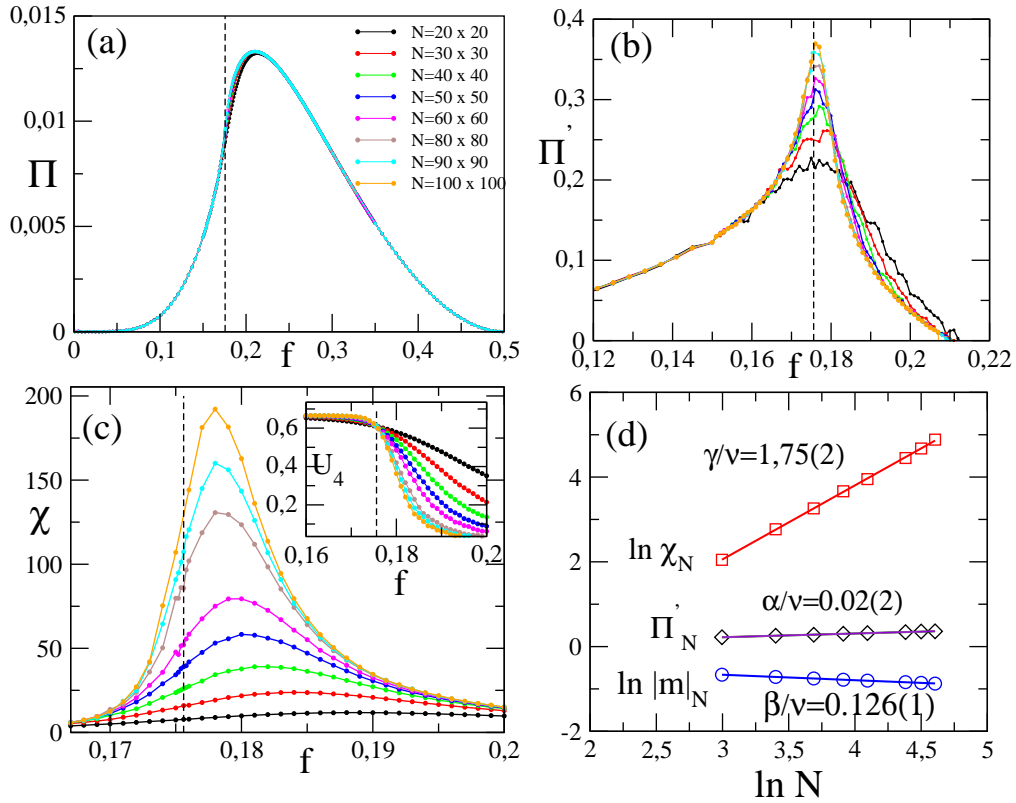 (a)
0,015
0,01
0,005
0
Π
0
0,1
0,2
0,3
0,4
0,5
f
N=20 x 20
N=30 x 30
N=40 x 40
N=50 x 50
N=60 x 60
N=80 x 80
N=90 x 90
N=100 x 100
(b)
0,4
0,3
0,2
0,1
0
Π'
0,12
0,14
0,16
0,18
0,2
0,22
f
(c)
200
150
100
50
25
0
χ
0,17
0,18
0,19
0,2
f
0,6
0,4
0,2
U4
0,16
0,18
0,2
f
(d)
6
5
4
2
0
-2
γ/ν=1,75(2)
ln χN
α/ν=0.02(2)
Π'N
ln |m|N
β/ν=0.126(1)
2
2,5
3
3,5
4
4,5
5
ln N